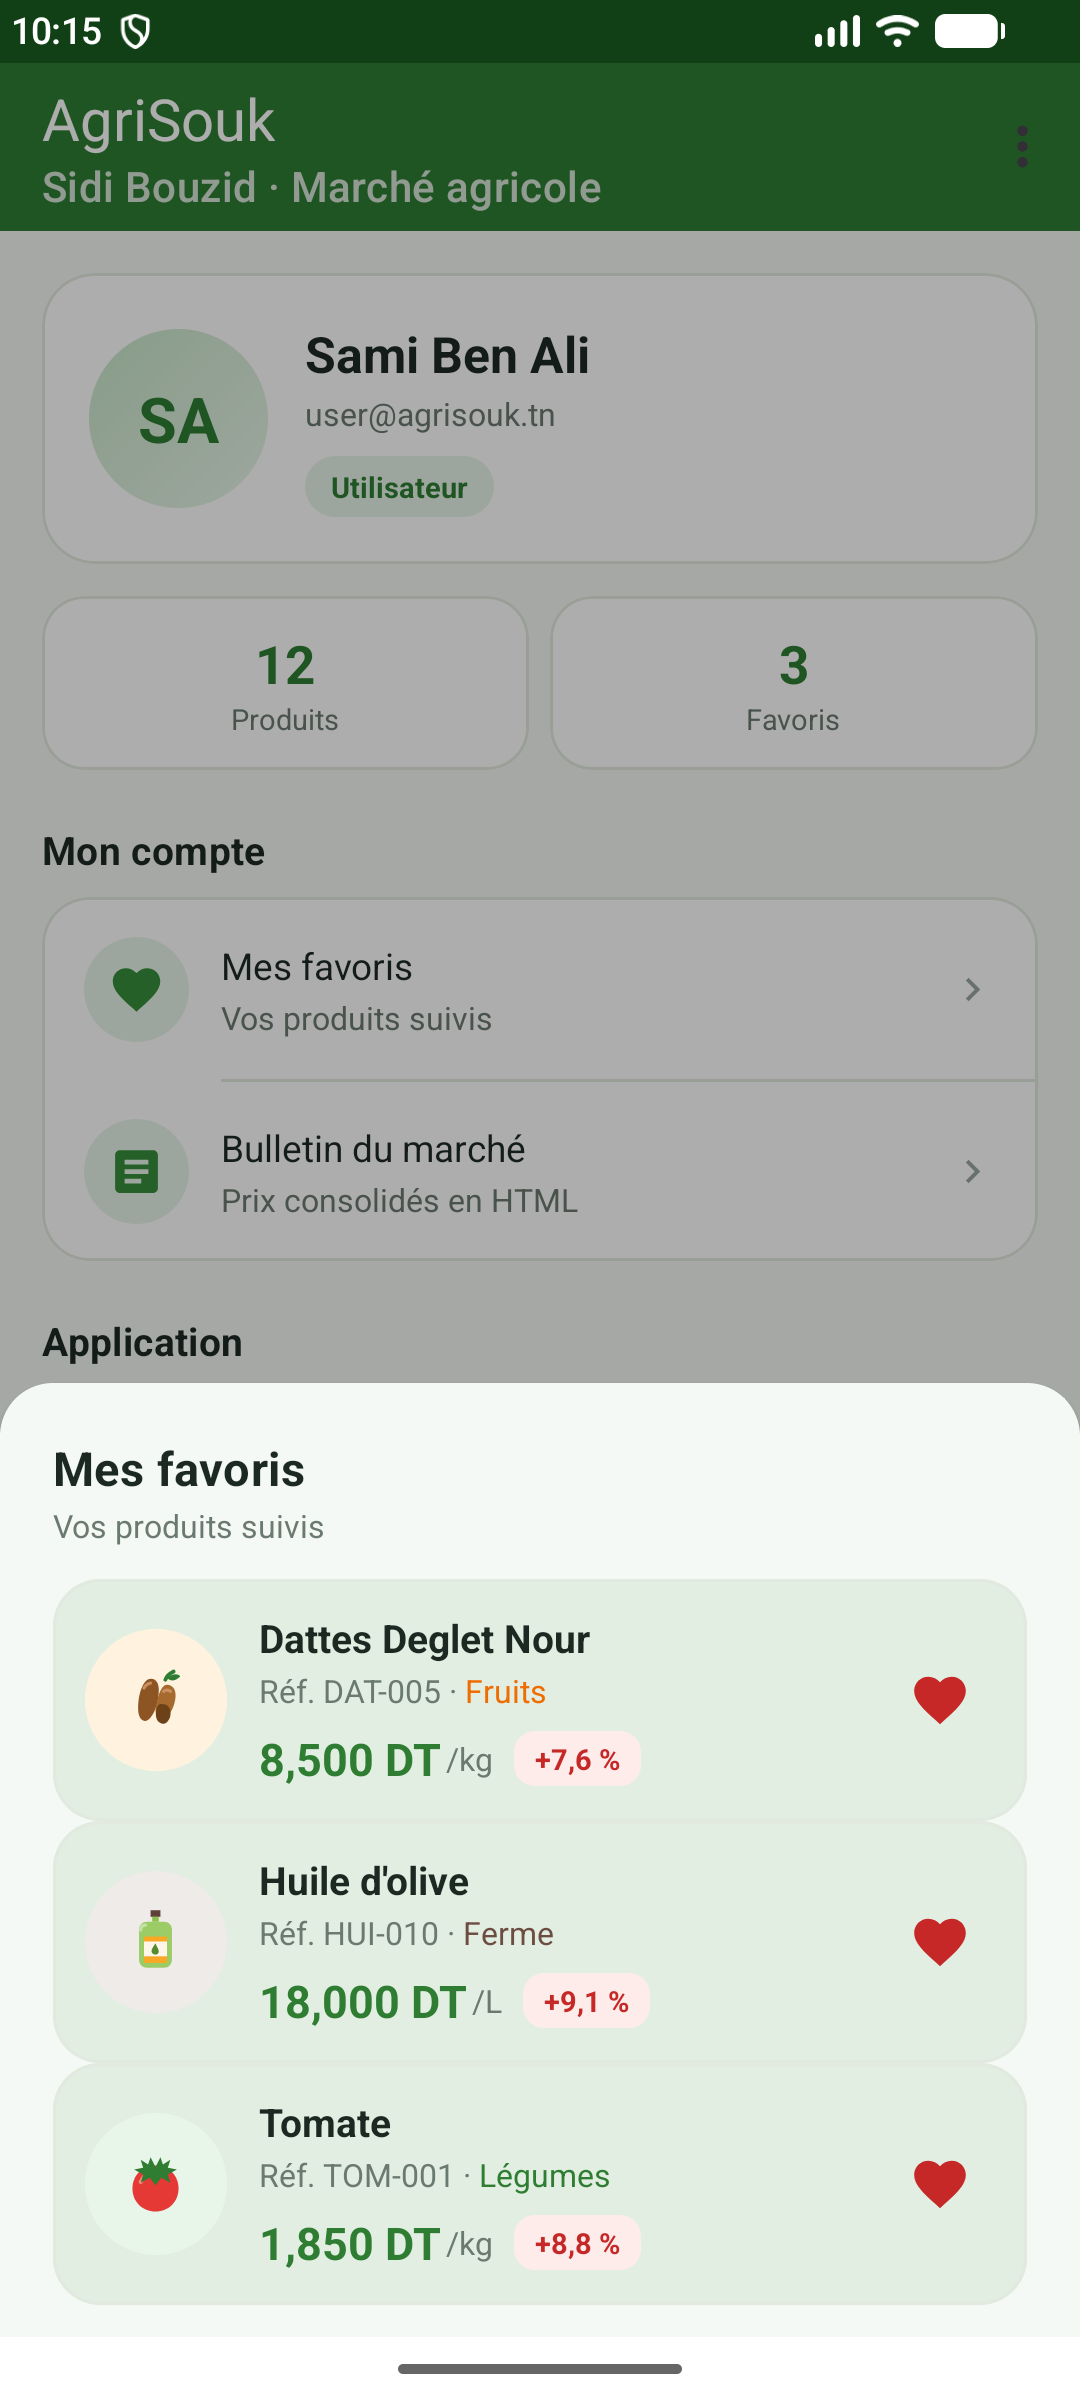 10:15
AgriSouk
Sidi Bouzid · Marché agricole
SA
Sami Ben Ali
user@agrisouk.tn
Utilisateur
12
Produits
3
Favoris
Mon compte
Mes favoris
Vos produits suivis
Bulletin du marché
Prix consolidés en HTML
Application
Mes favoris
Vos produits suivis
Dattes Deglet Nour
Réf. DAT-005 · Fruits
8,500 DT /kg +7,6 %
Huile d'olive
Réf. HUI-010 · Ferme
18,000 DT /L +9,1 %
Tomate
Réf. TOM-001 · Légumes
1,850 DT /kg +8,8 %